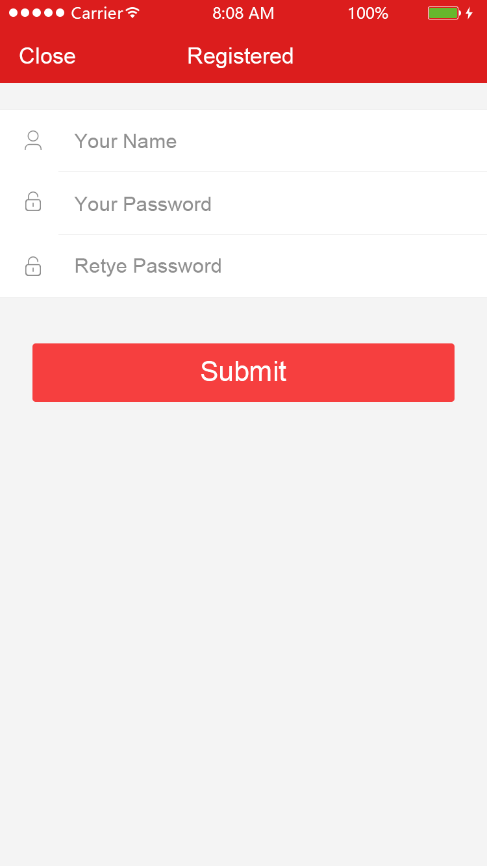 Carrier 8:08 AM 100%
Close Registered
Your Name
Your Password
Retye Password
Submit